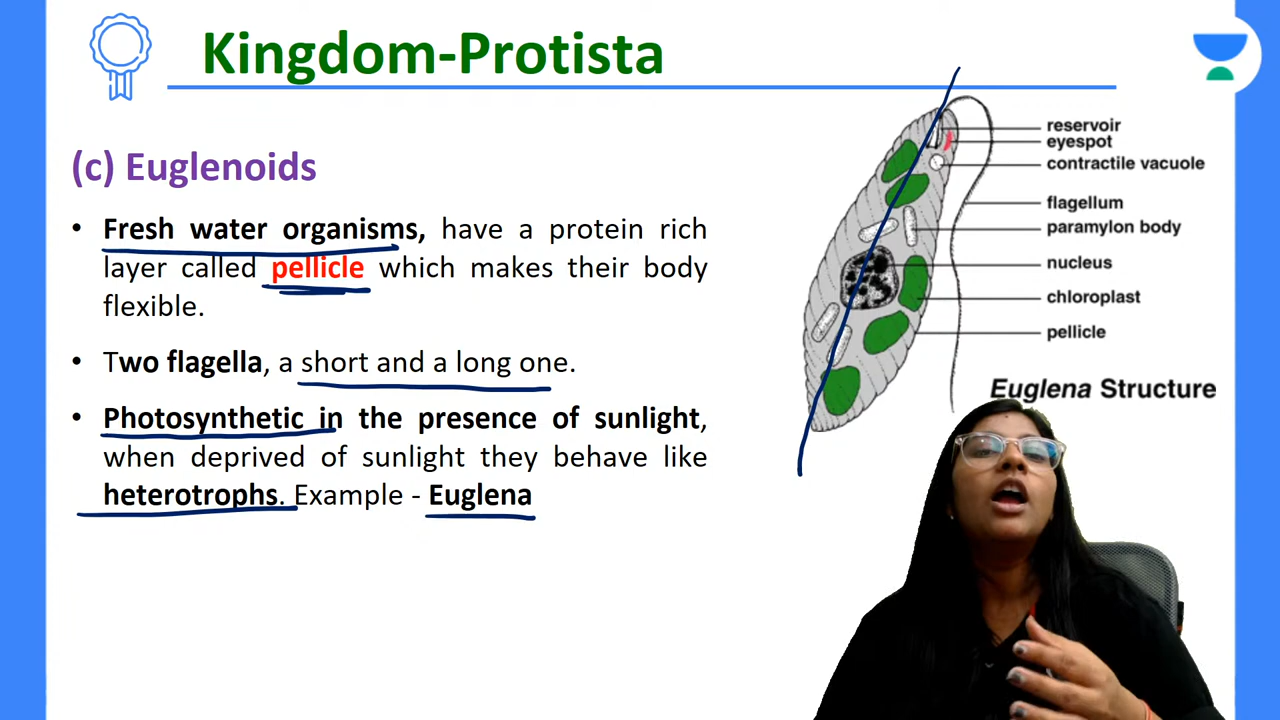 Kingdom-Protista
(c) Euglenoids
• Fresh water organisms, have a protein rich
layer called pellicle which makes their body
flexible.
• Two flagella, a short and a long one.
• Photosynthetic in the presence of sunlight,
when deprived of sunlight they behave like
heterotrophs. Example - Euglena
reservoir
eyespot
contractile vacuole
flagellum
paramylon body
nucleus
chloroplast
pellicle
Euglena Structure